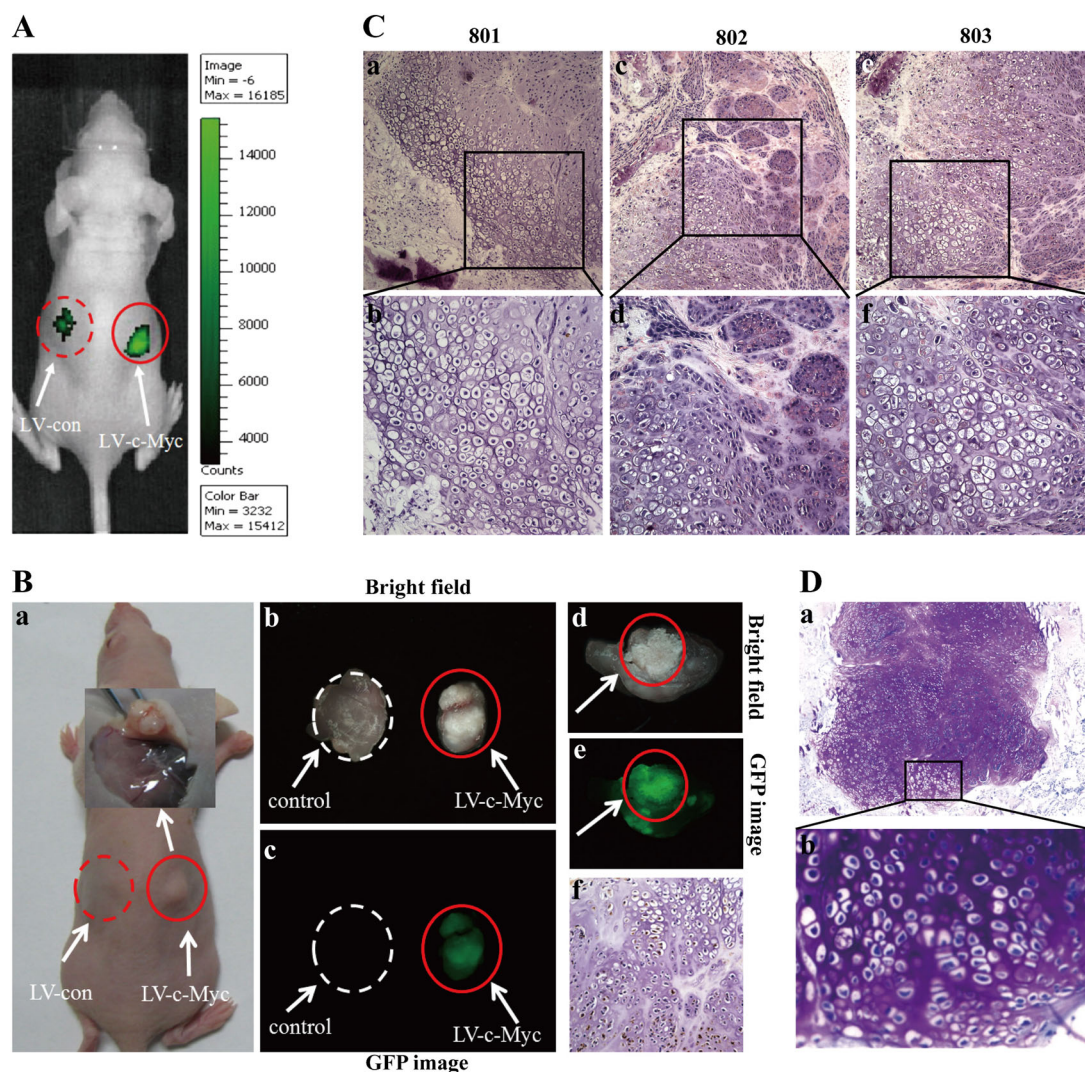 A
Image
Min = -6
Max = 16185
14000
12000
10000
8000
6000
4000
Counts
Color Bar
Min = 3232
Max = 15412
LV-con
LV-c-Myc
C
801
802
803
a
c
e
b
d
f
B
Bright field
a
LV-con
LV-c-Myc
b
control
LV-c-Myc
c
control
LV-c-Myc
GFP image
d
Bright field
e
GFP image
f
D
a
b